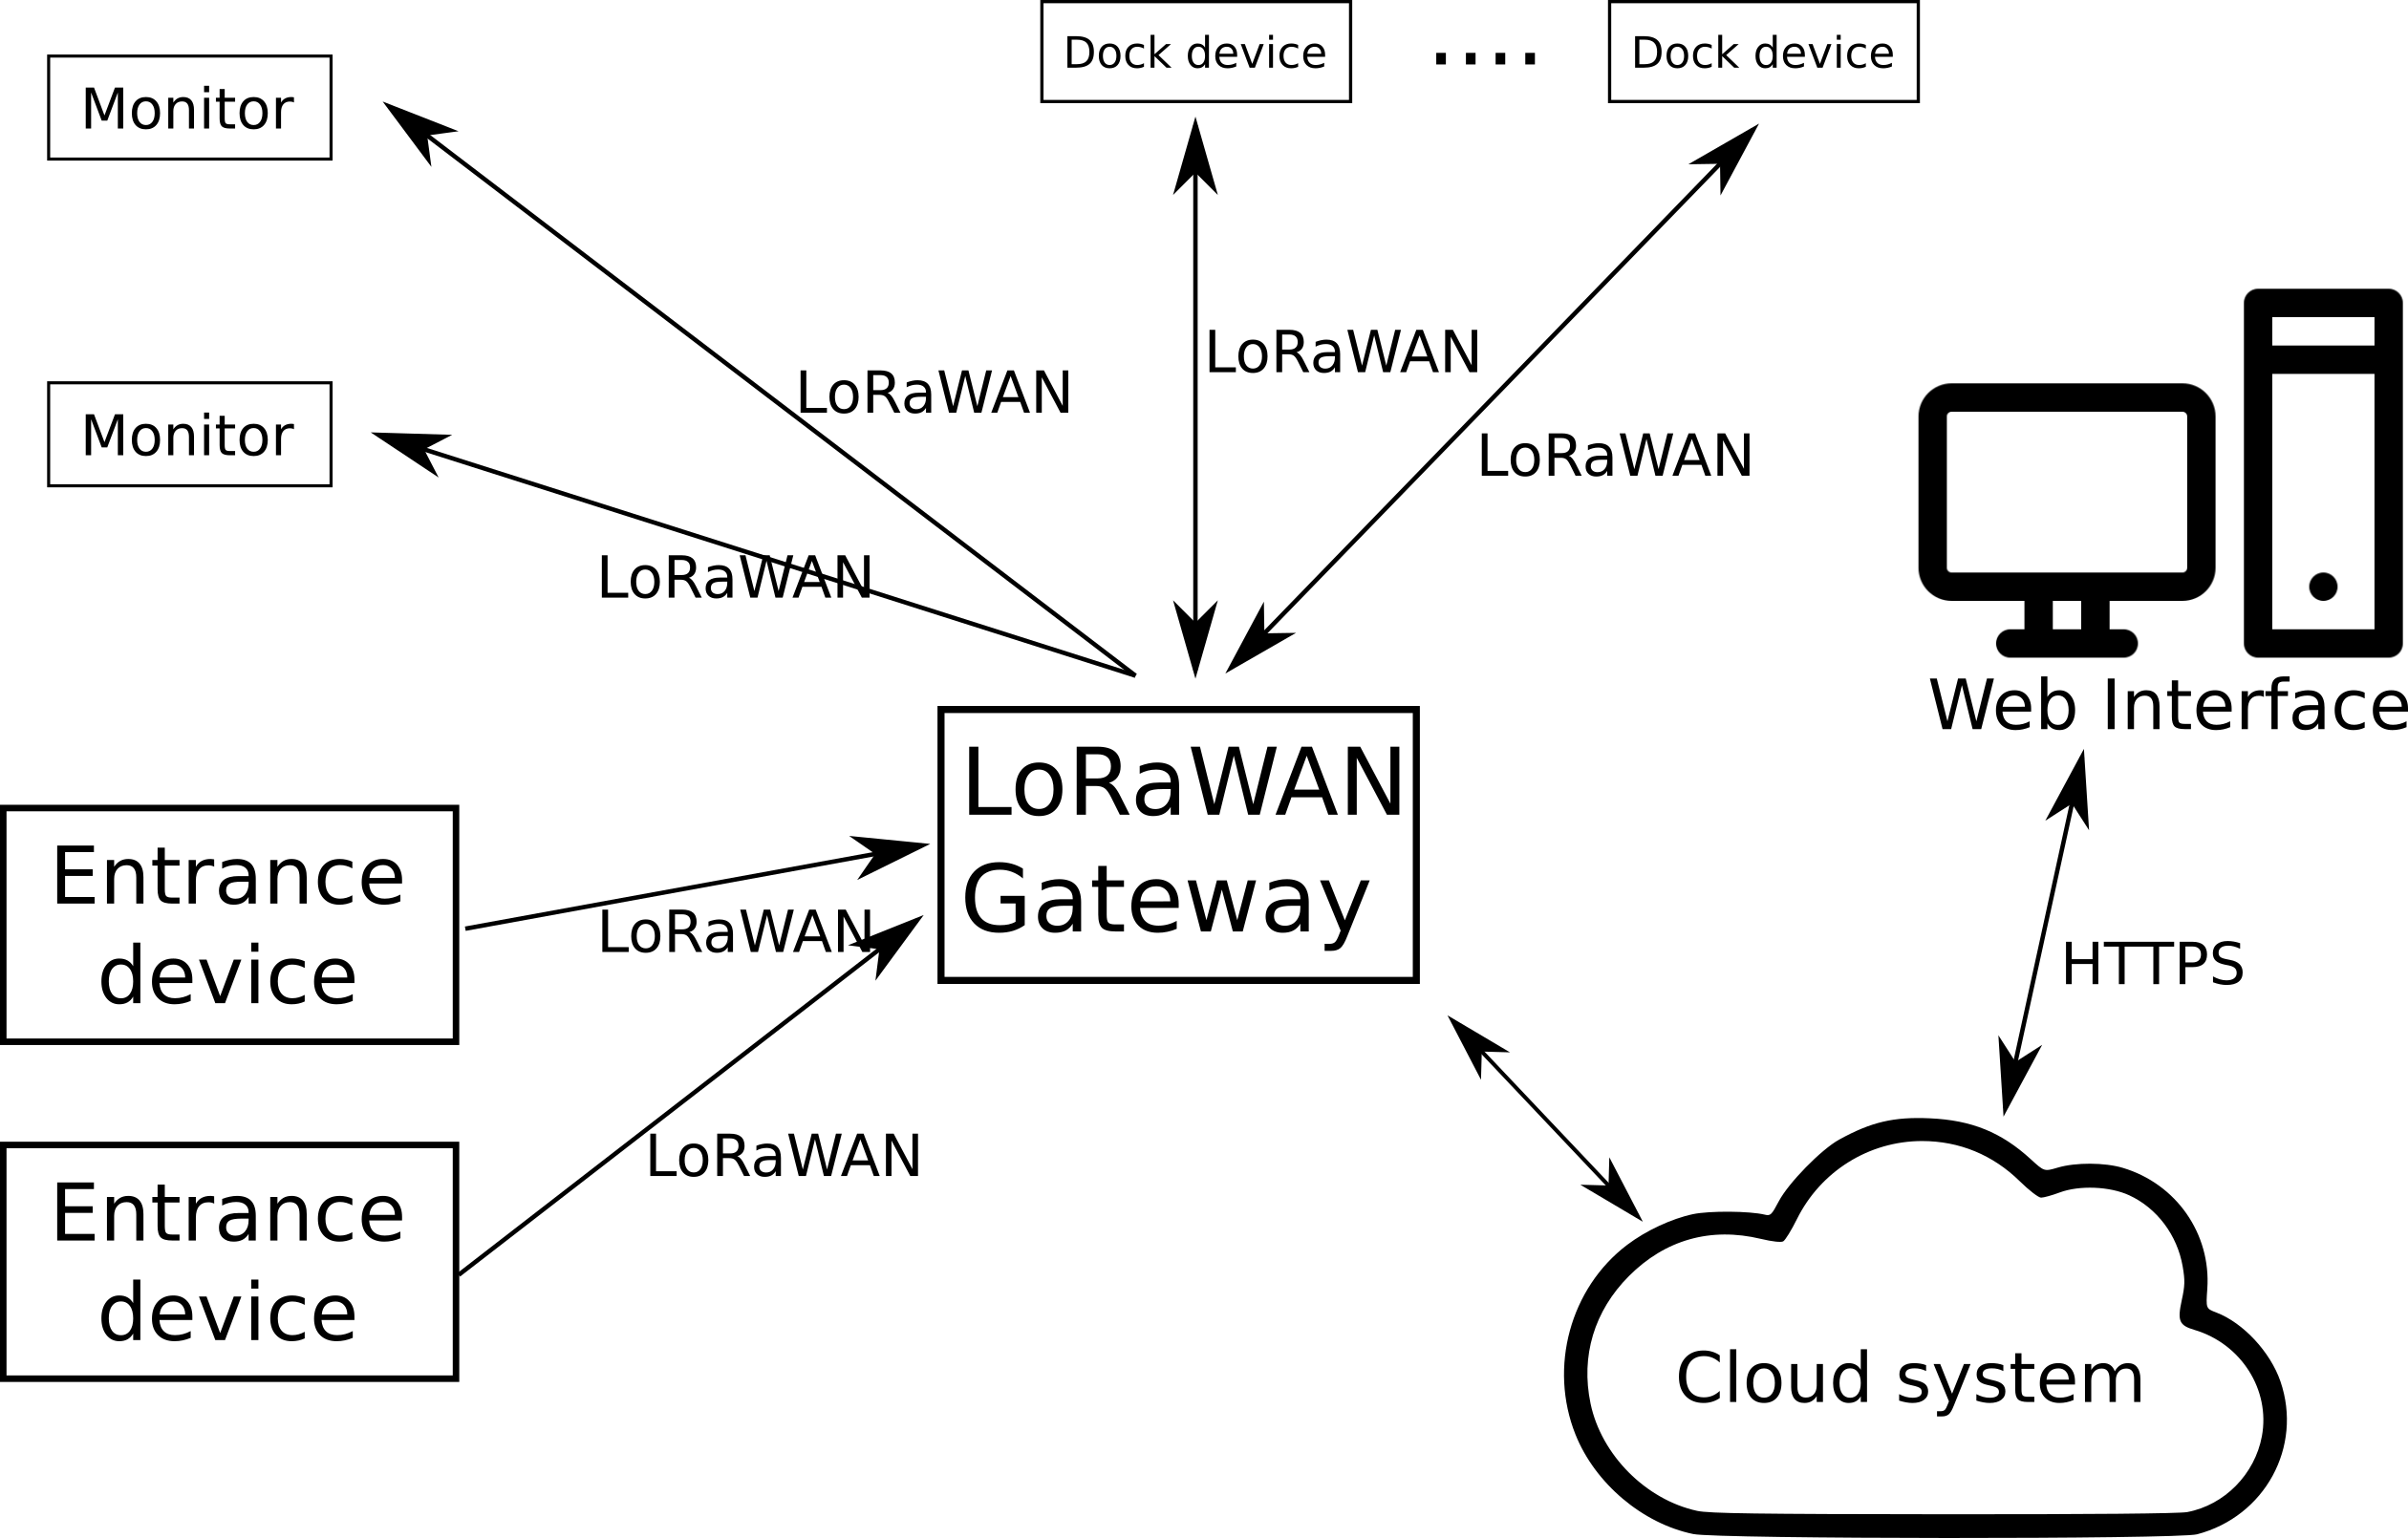 Dock device
....
Dock device
Monitor
LoRaWAN
LoRaWAN
Monitor
LoRaWAN
LoRaWAN
Web Interface
LoRaWAN
Gateway
Entrance
device
LoRaWAN
HTTPS
LoRaWAN
Entrance
device
Cloud system